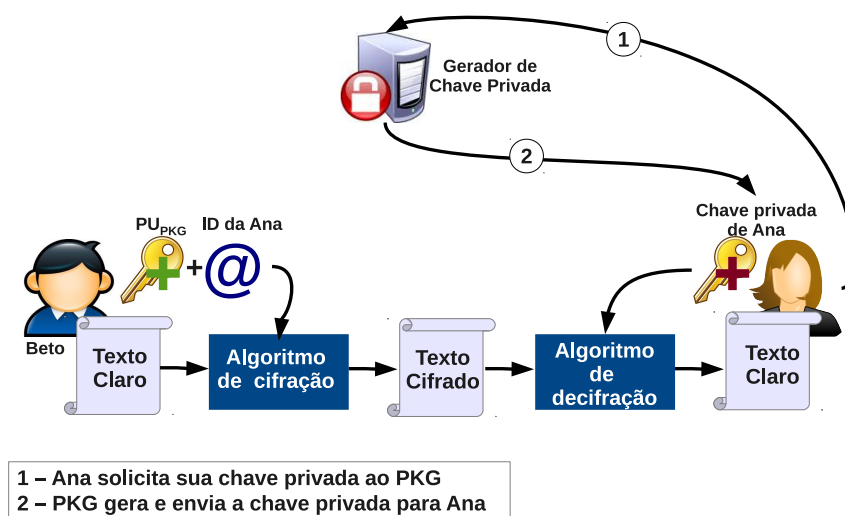 1
Gerador de
Chave Privada
2
PU_PKG
ID da Ana
+
@
Chave privada
de Ana
Beto
Texto
Claro
Algoritmo
de cifração
Texto
Cifrado
Algoritmo
de
decifração
Texto
Claro
1 – Ana solicita sua chave privada ao PKG
2 – PKG gera e envia a chave privada para Ana